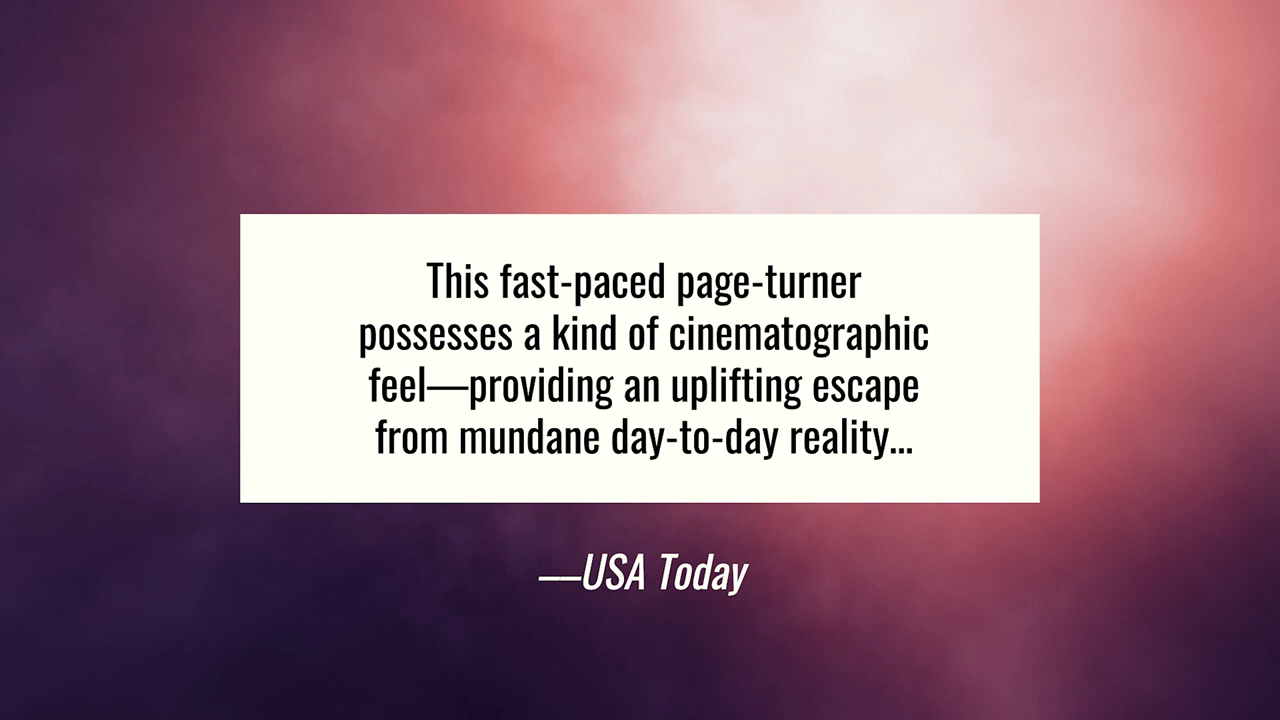 This fast-paced page-turner
possesses a kind of cinematographic
feel—providing an uplifting escape
from mundane day-to-day reality...
—USA Today